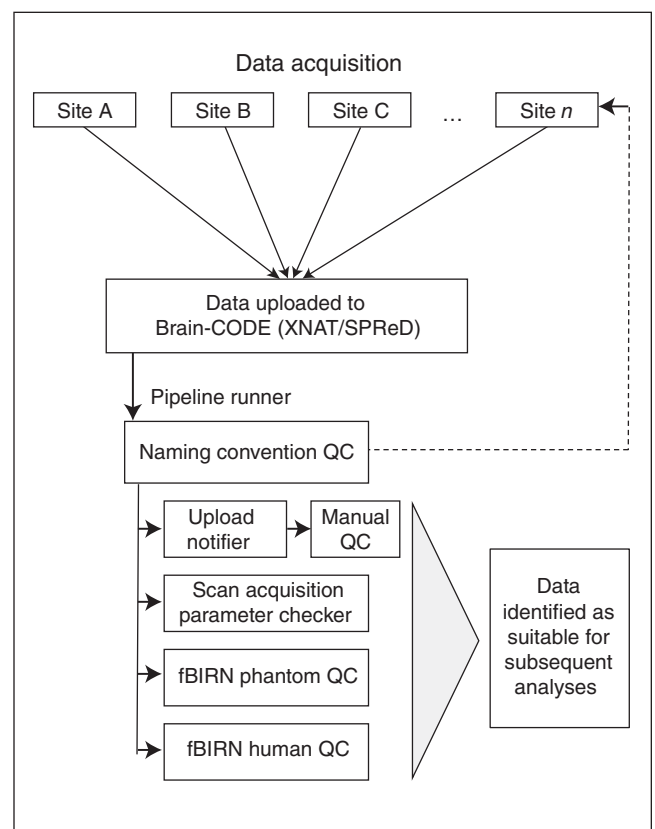 Data acquisition
Site A
Site B
Site C
...
Site n
Data uploaded to
Brain-CODE (XNAT/SPReD)
Pipeline runner
Naming convention QC
Upload
notifier
Manual
QC
Scan acquisition
parameter checker
fBIRN phantom QC
fBIRN human QC
Data
identified as
suitable for
subsequent
analyses